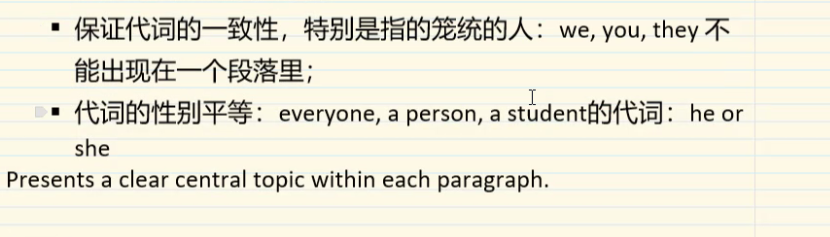 ▪ 保证代词的一致性，特别是指的笼统的人：we, you, they 不
能出现在一个段落里；
▪ 代词的性别平等：everyone, a person, a student的代词：he or
she
Presents a clear central topic within each paragraph.